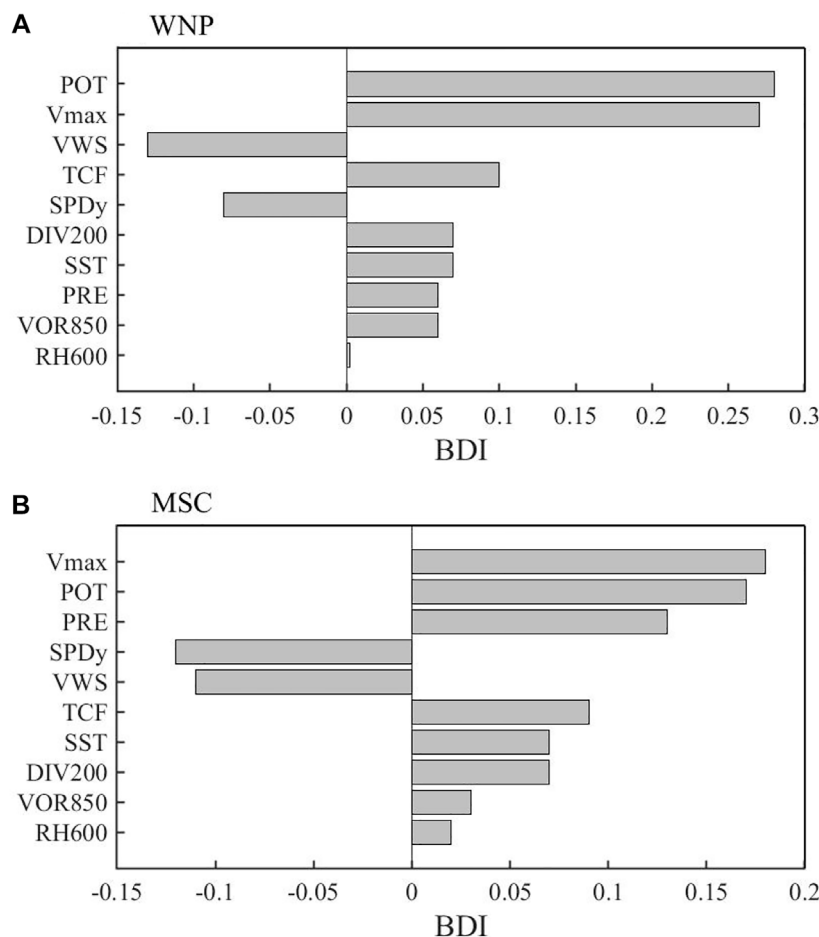 A
WNP
POT
Vmax
VWS
TCF
SPDy
DIV200
SST
PRE
VOR850
RH600
-0.15 -0.1 -0.05 0 0.05 0.1 0.15 0.2 0.25 0.3
BDI
B
MSC
Vmax
POT
PRE
SPDy
VWS
TCF
SST
DIV200
VOR850
RH600
-0.15 -0.1 -0.05 0 0.05 0.1 0.15 0.2
BDI